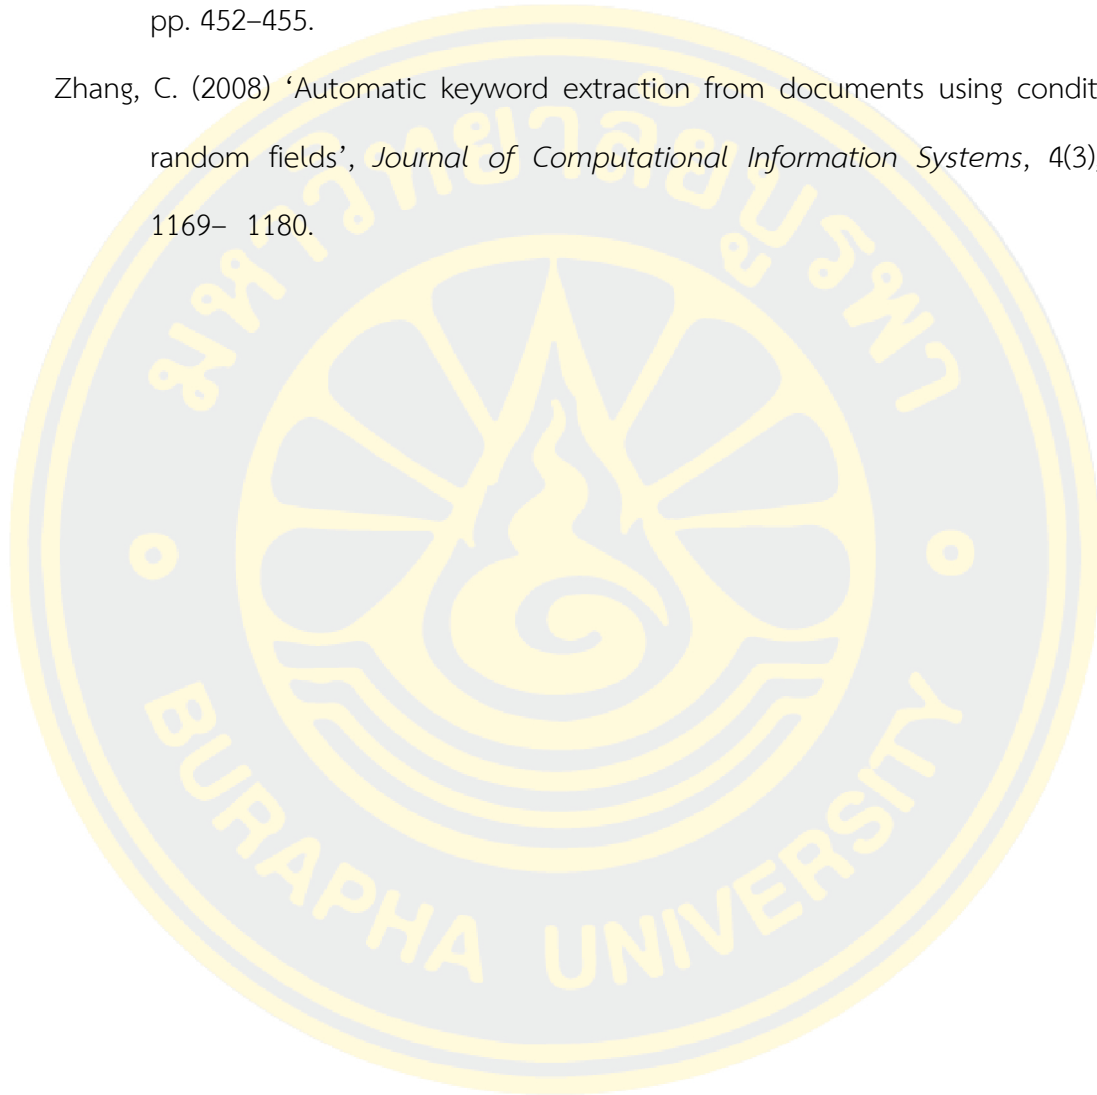 pp. 452–455.
Zhang, C. (2008) ‘Automatic keyword extraction from documents using condit
random fields’, Journal of Computational Information Systems, 4(3),
1169– 1180.
มหาวิทยาลัยบูรพา
BURAPHA UNIVERSITY